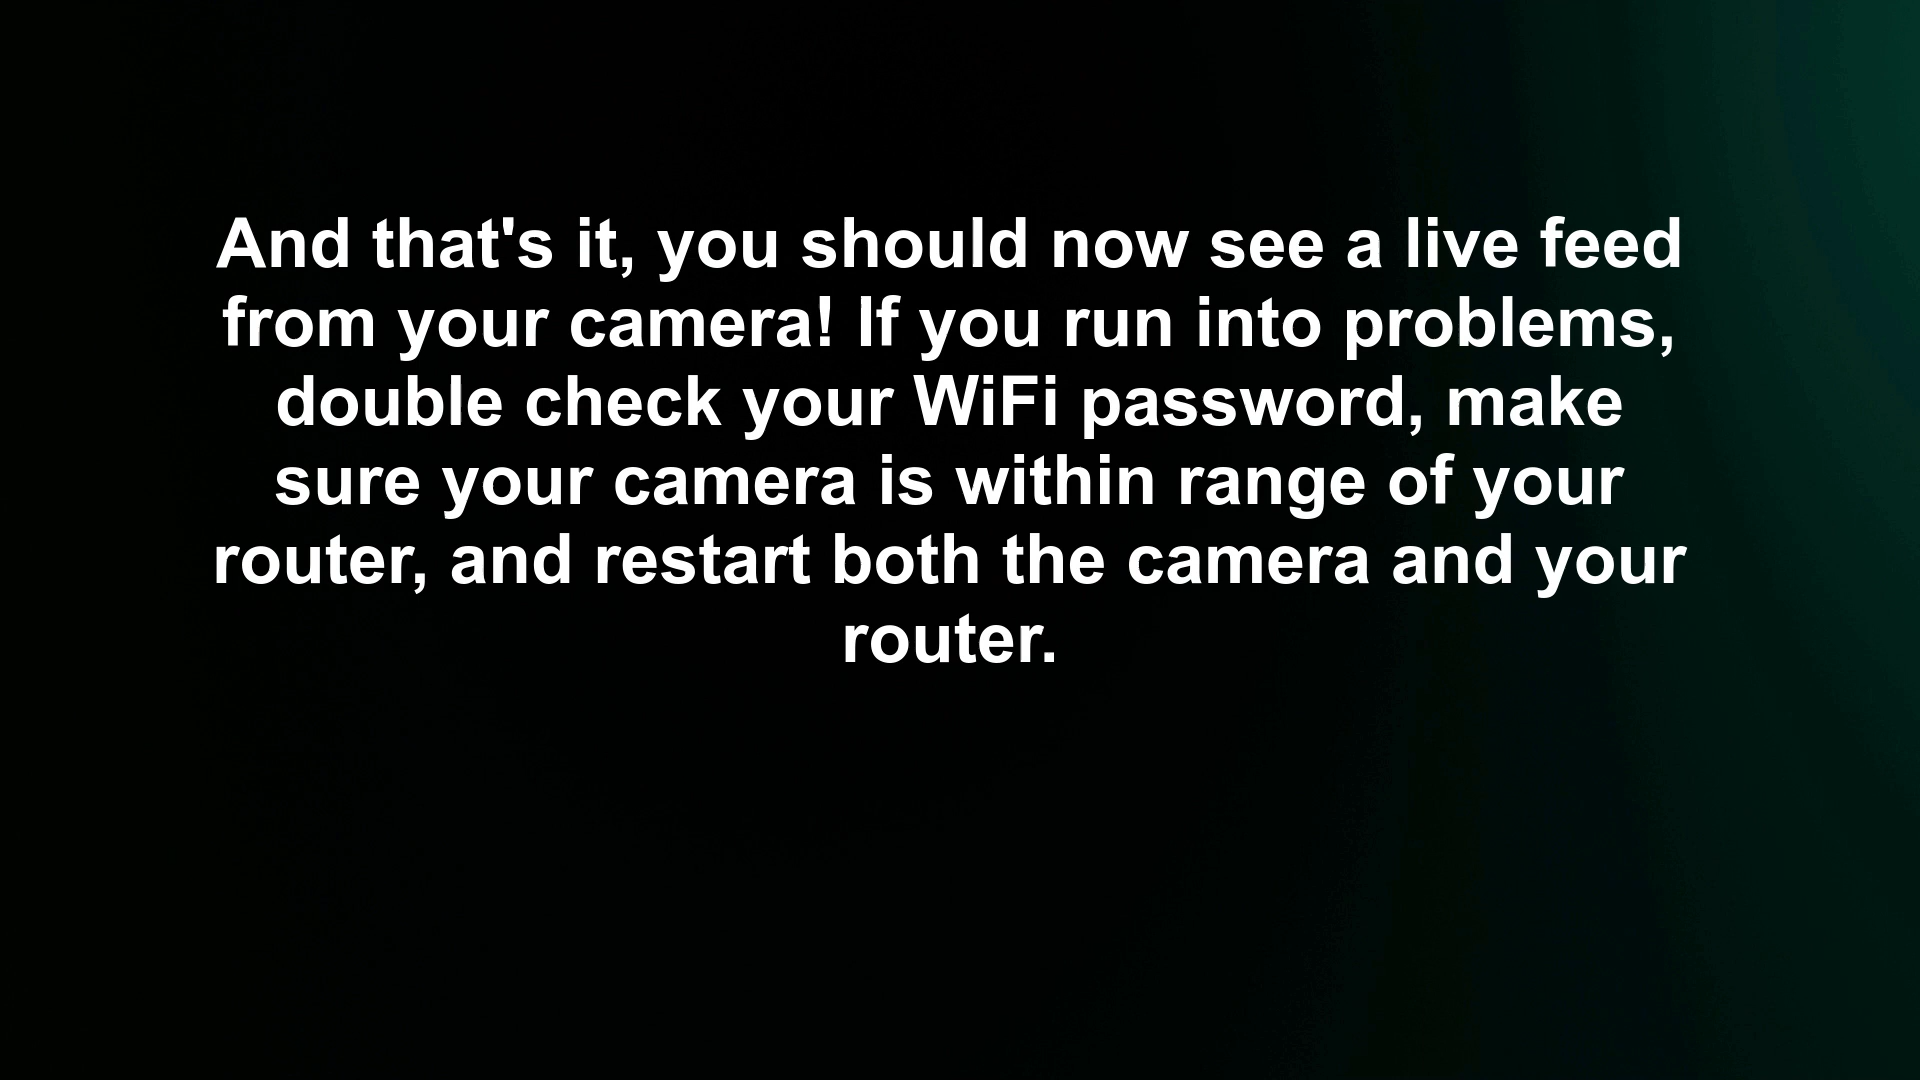 And that's it, you should now see a live feed
from your camera! If you run into problems,
double check your WiFi password, make
sure your camera is within range of your
router, and restart both the camera and your
router.